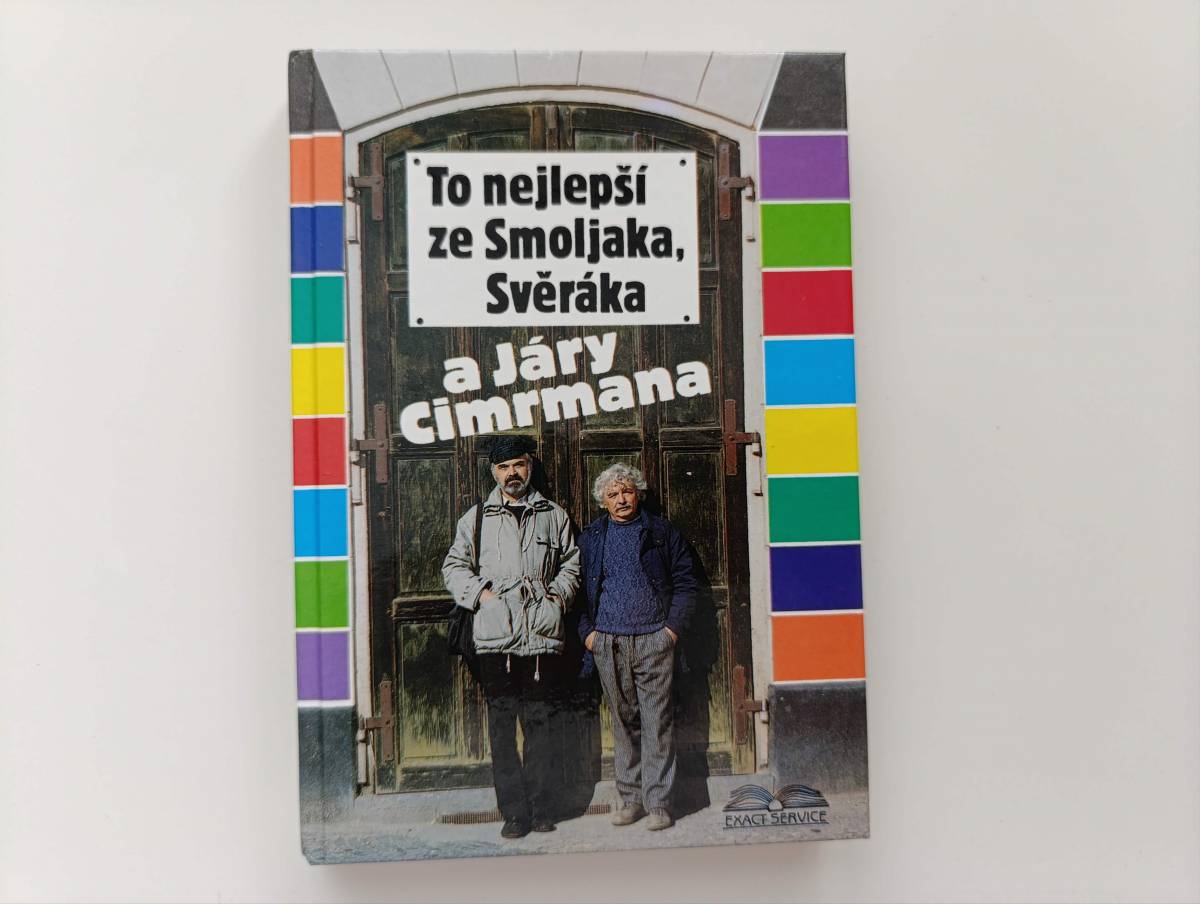 To nejlepší
ze Smoljaka,
Svěráka
a Járy
Cimrmana
EXACT SERVICE